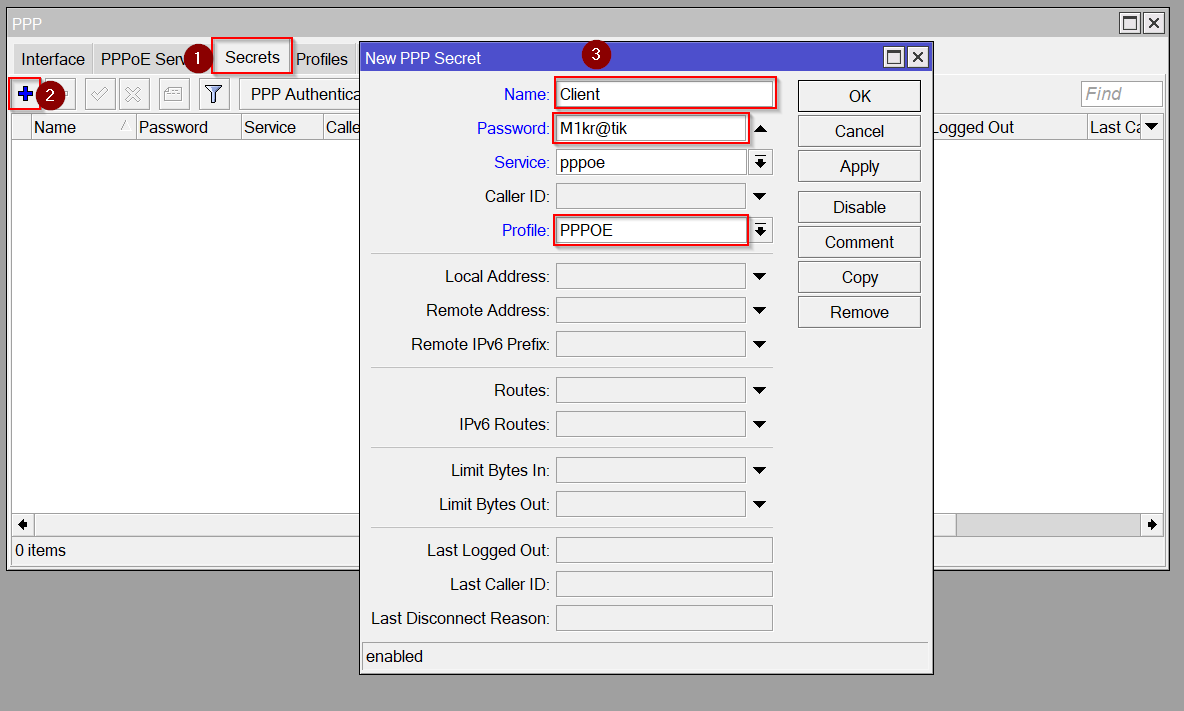 PPP
Interface PPPoE Serv 1 Secrets Profiles
2 PPP Authentica Find
Name Password Service Calle Logged Out Last Ca
0 items
New PPP Secret 3
Name: Client
Password: M1kr@tik
Service: pppoe
Caller ID:
Profile: PPPOE
Local Address:
Remote Address:
Remote IPv6 Prefix:
Routes:
IPv6 Routes:
Limit Bytes In:
Limit Bytes Out:
Last Logged Out:
Last Caller ID:
Last Disconnect Reason:
enabled
OK
Cancel
Apply
Disable
Comment
Copy
Remove